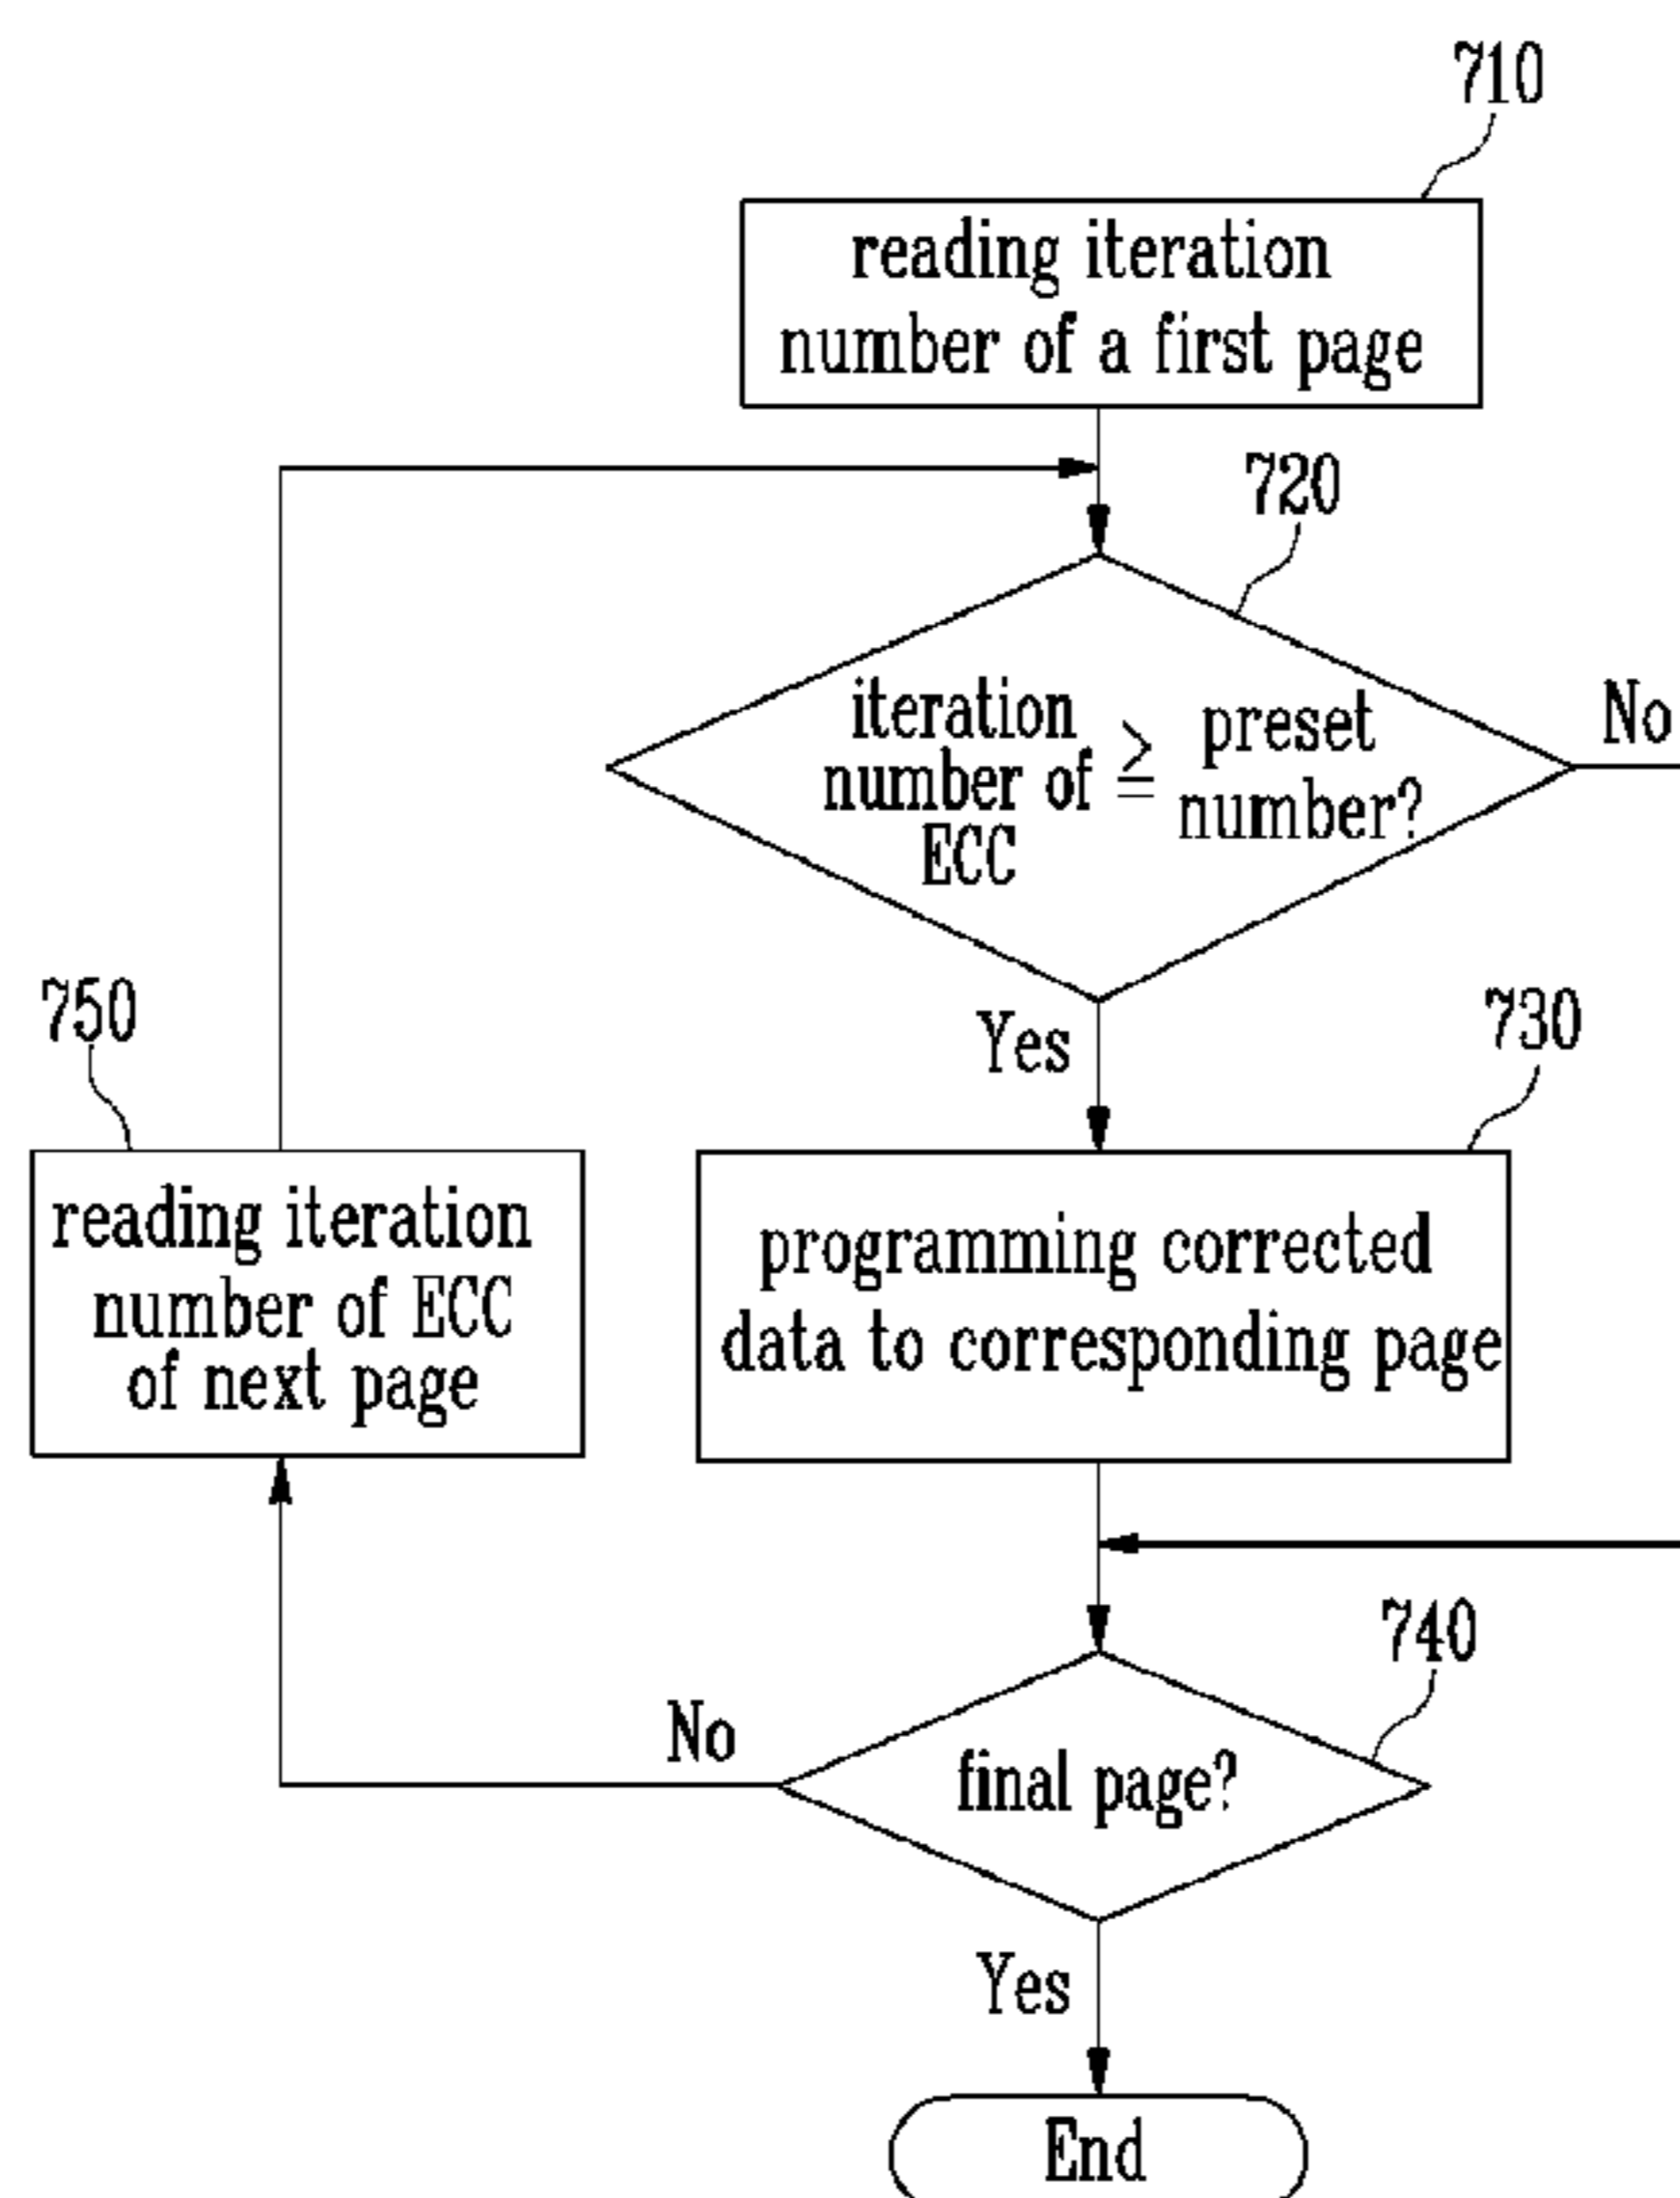 710
reading iteration
number of a first page
720
iteration
number of
ECC
≧
preset
number?
No
Yes
750
reading iteration
number of ECC
of next page
730
programming corrected
data to corresponding page
740
No
final page?
Yes
End